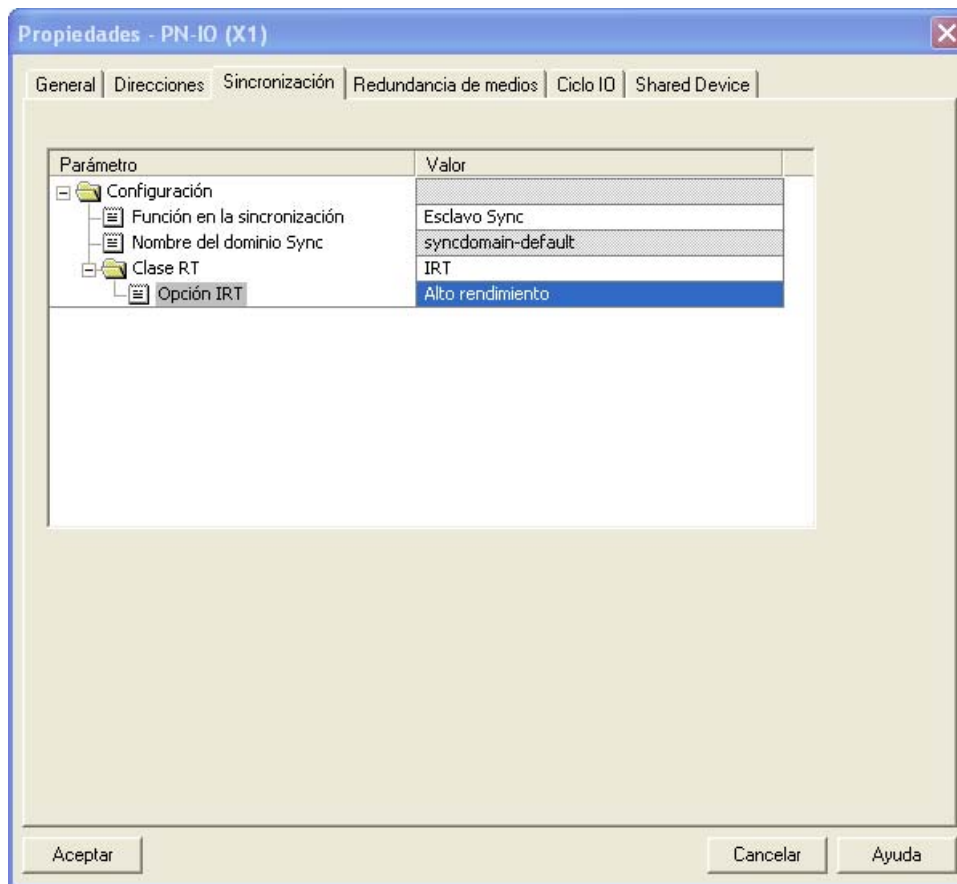 Propiedades - PN-IO (X1)
General Direcciones Sincronización Redundancia de medios Ciclo IO Shared Device
Parámetro Valor
Configuración
Función en la sincronización Esclavo Sync
Nombre del dominio Sync syncdomain-default
Clase RT IRT
Opción IRT Alto rendimiento
Aceptar Cancelar Ayuda